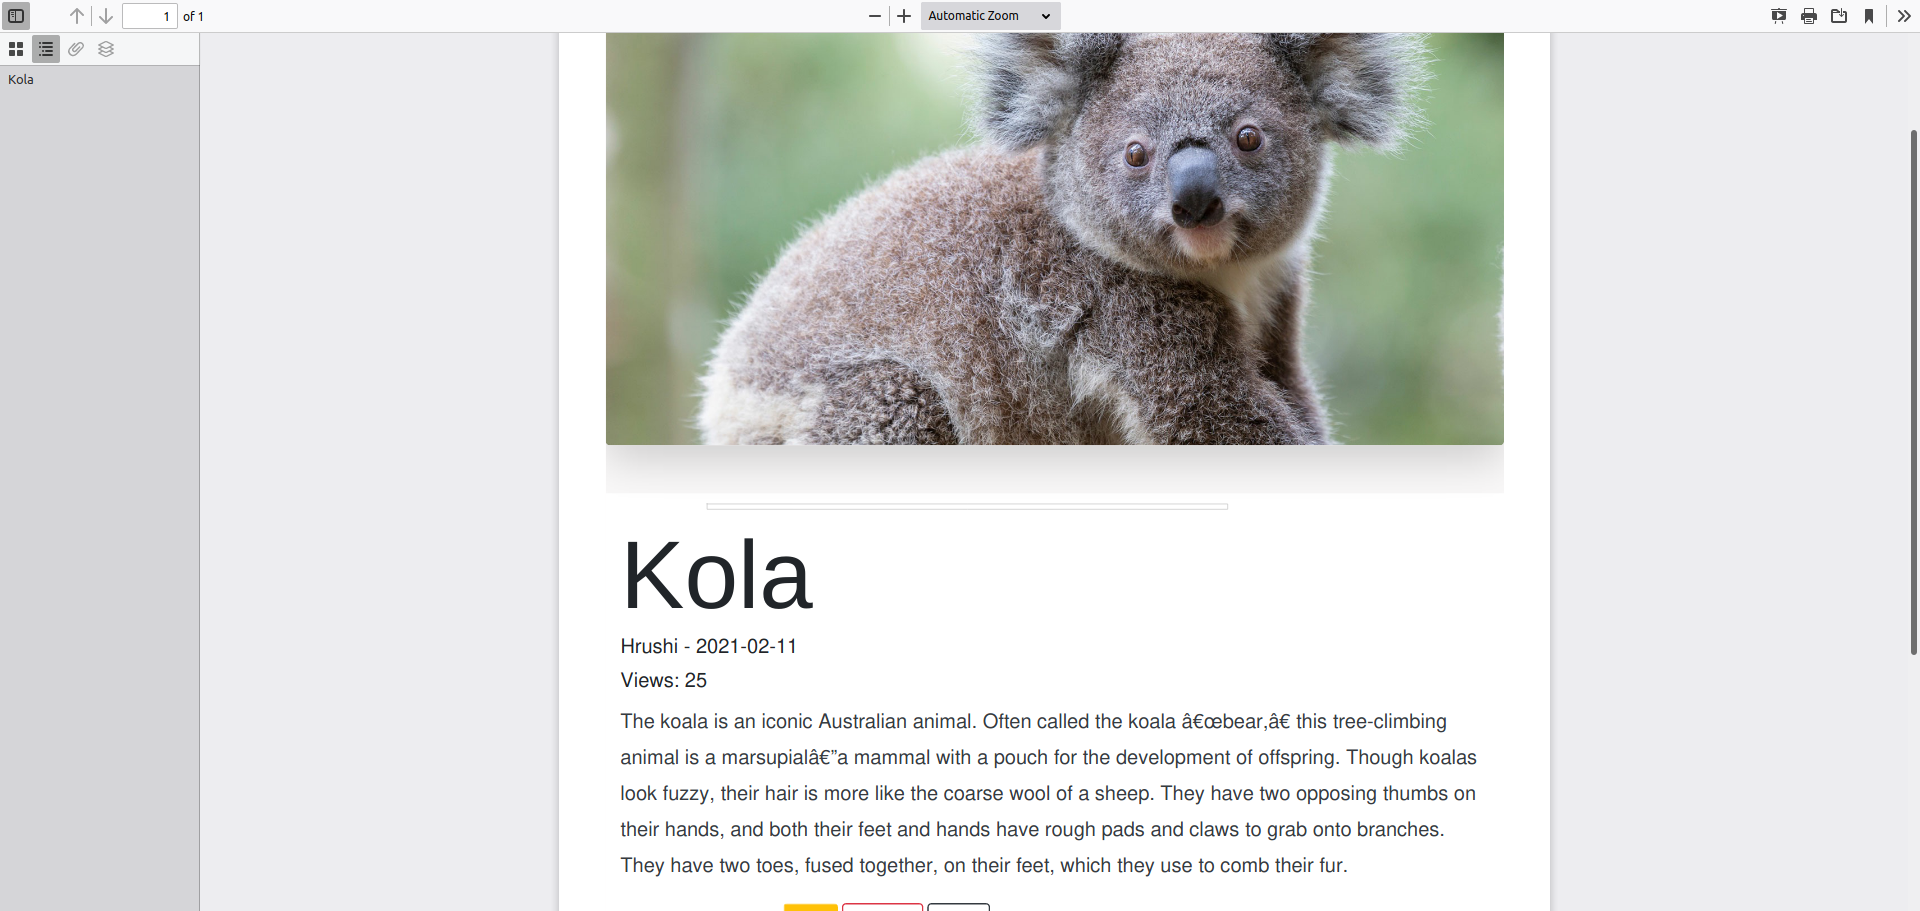 1 of 1
Automatic Zoom
Kola
Kola
Hrushi - 2021-02-11
Views: 25
The koala is an iconic Australian animal. Often called the koala â€œbear,â€ this tree-climbing
animal is a marsupialâ€”a mammal with a pouch for the development of offspring. Though koalas
look fuzzy, their hair is more like the coarse wool of a sheep. They have two opposing thumbs on
their hands, and both their feet and hands have rough pads and claws to grab onto branches.
They have two toes, fused together, on their feet, which they use to comb their fur.